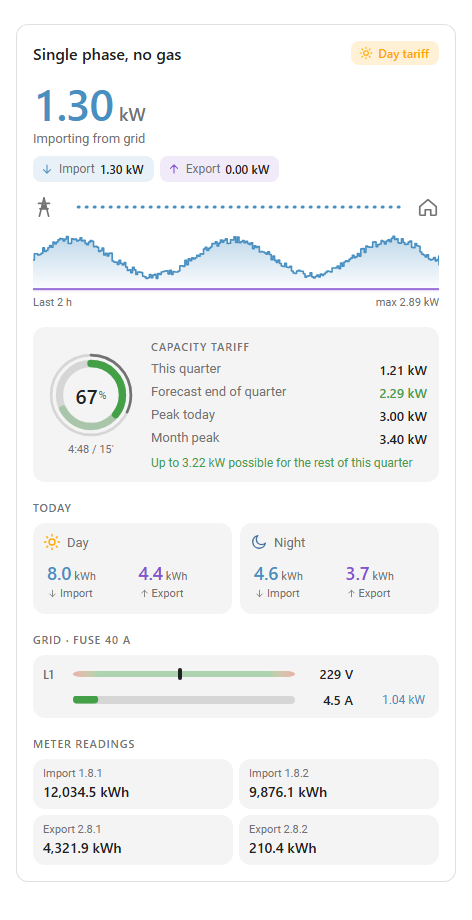 Single phase, no gas
Day tariff
1.30 kW
Importing from grid
↓ Import 1.30 kW
↑ Export 0.00 kW
Last 2 h
max 2.89 kW
67%
4:48 / 15'
CAPACITY TARIFF
This quarter 1.21 kW
Forecast end of quarter 2.29 kW
Peak today 3.00 kW
Month peak 3.40 kW
Up to 3.22 kW possible for the rest of this quarter
TODAY
Day
8.0 kWh 4.4 kWh
↓ Import ↑ Export
Night
4.6 kWh 3.7 kWh
↓ Import ↑ Export
GRID · FUSE 40 A
L1 229 V
4.5 A 1.04 kW
METER READINGS
Import 1.8.1
12,034.5 kWh
Import 1.8.2
9,876.1 kWh
Export 2.8.1
4,321.9 kWh
Export 2.8.2
210.4 kWh